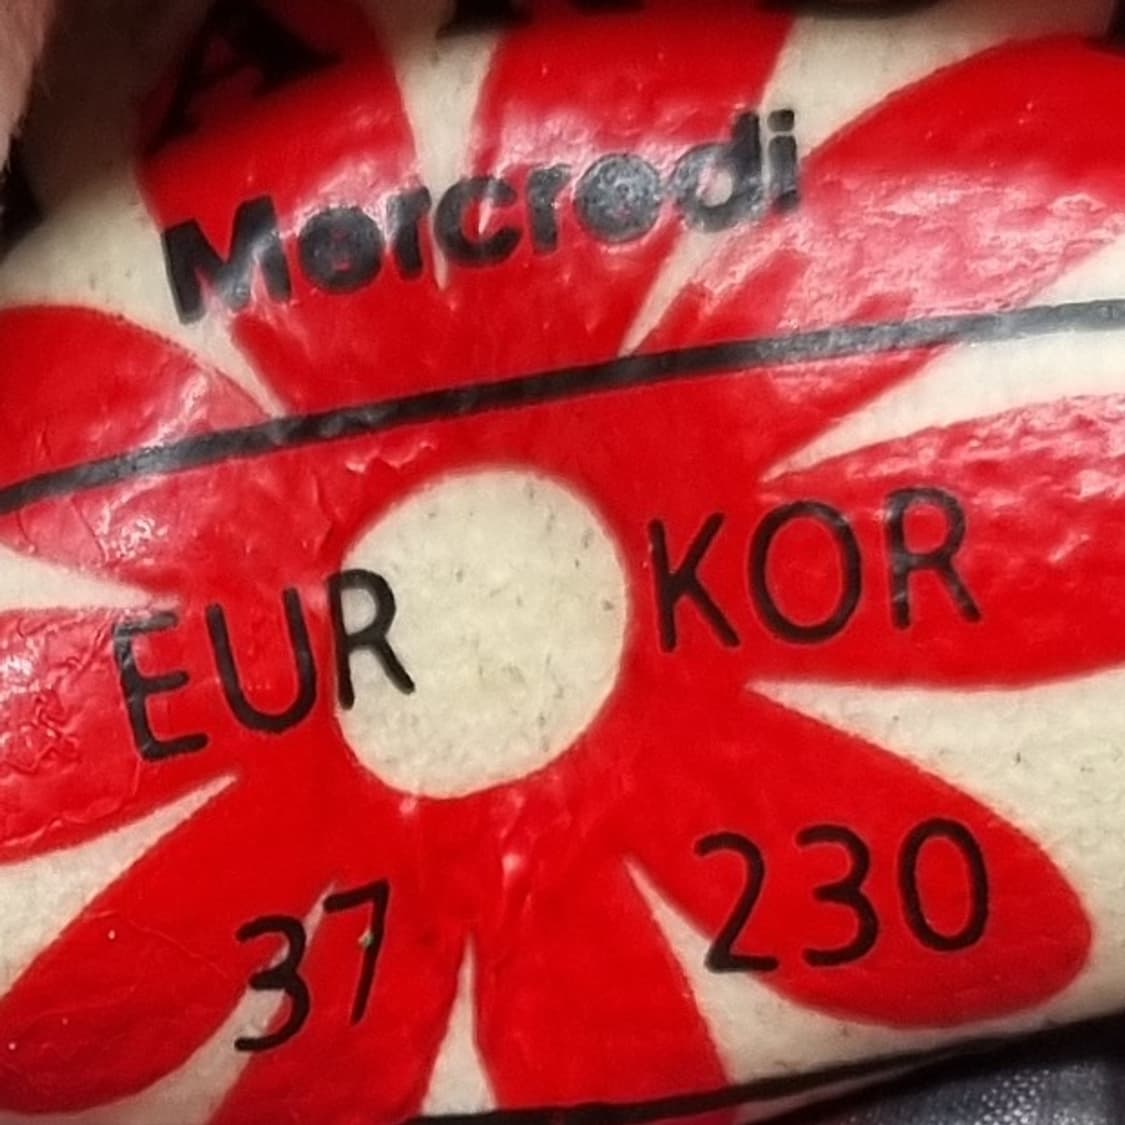 Mercredi
EUR KOR
37 230